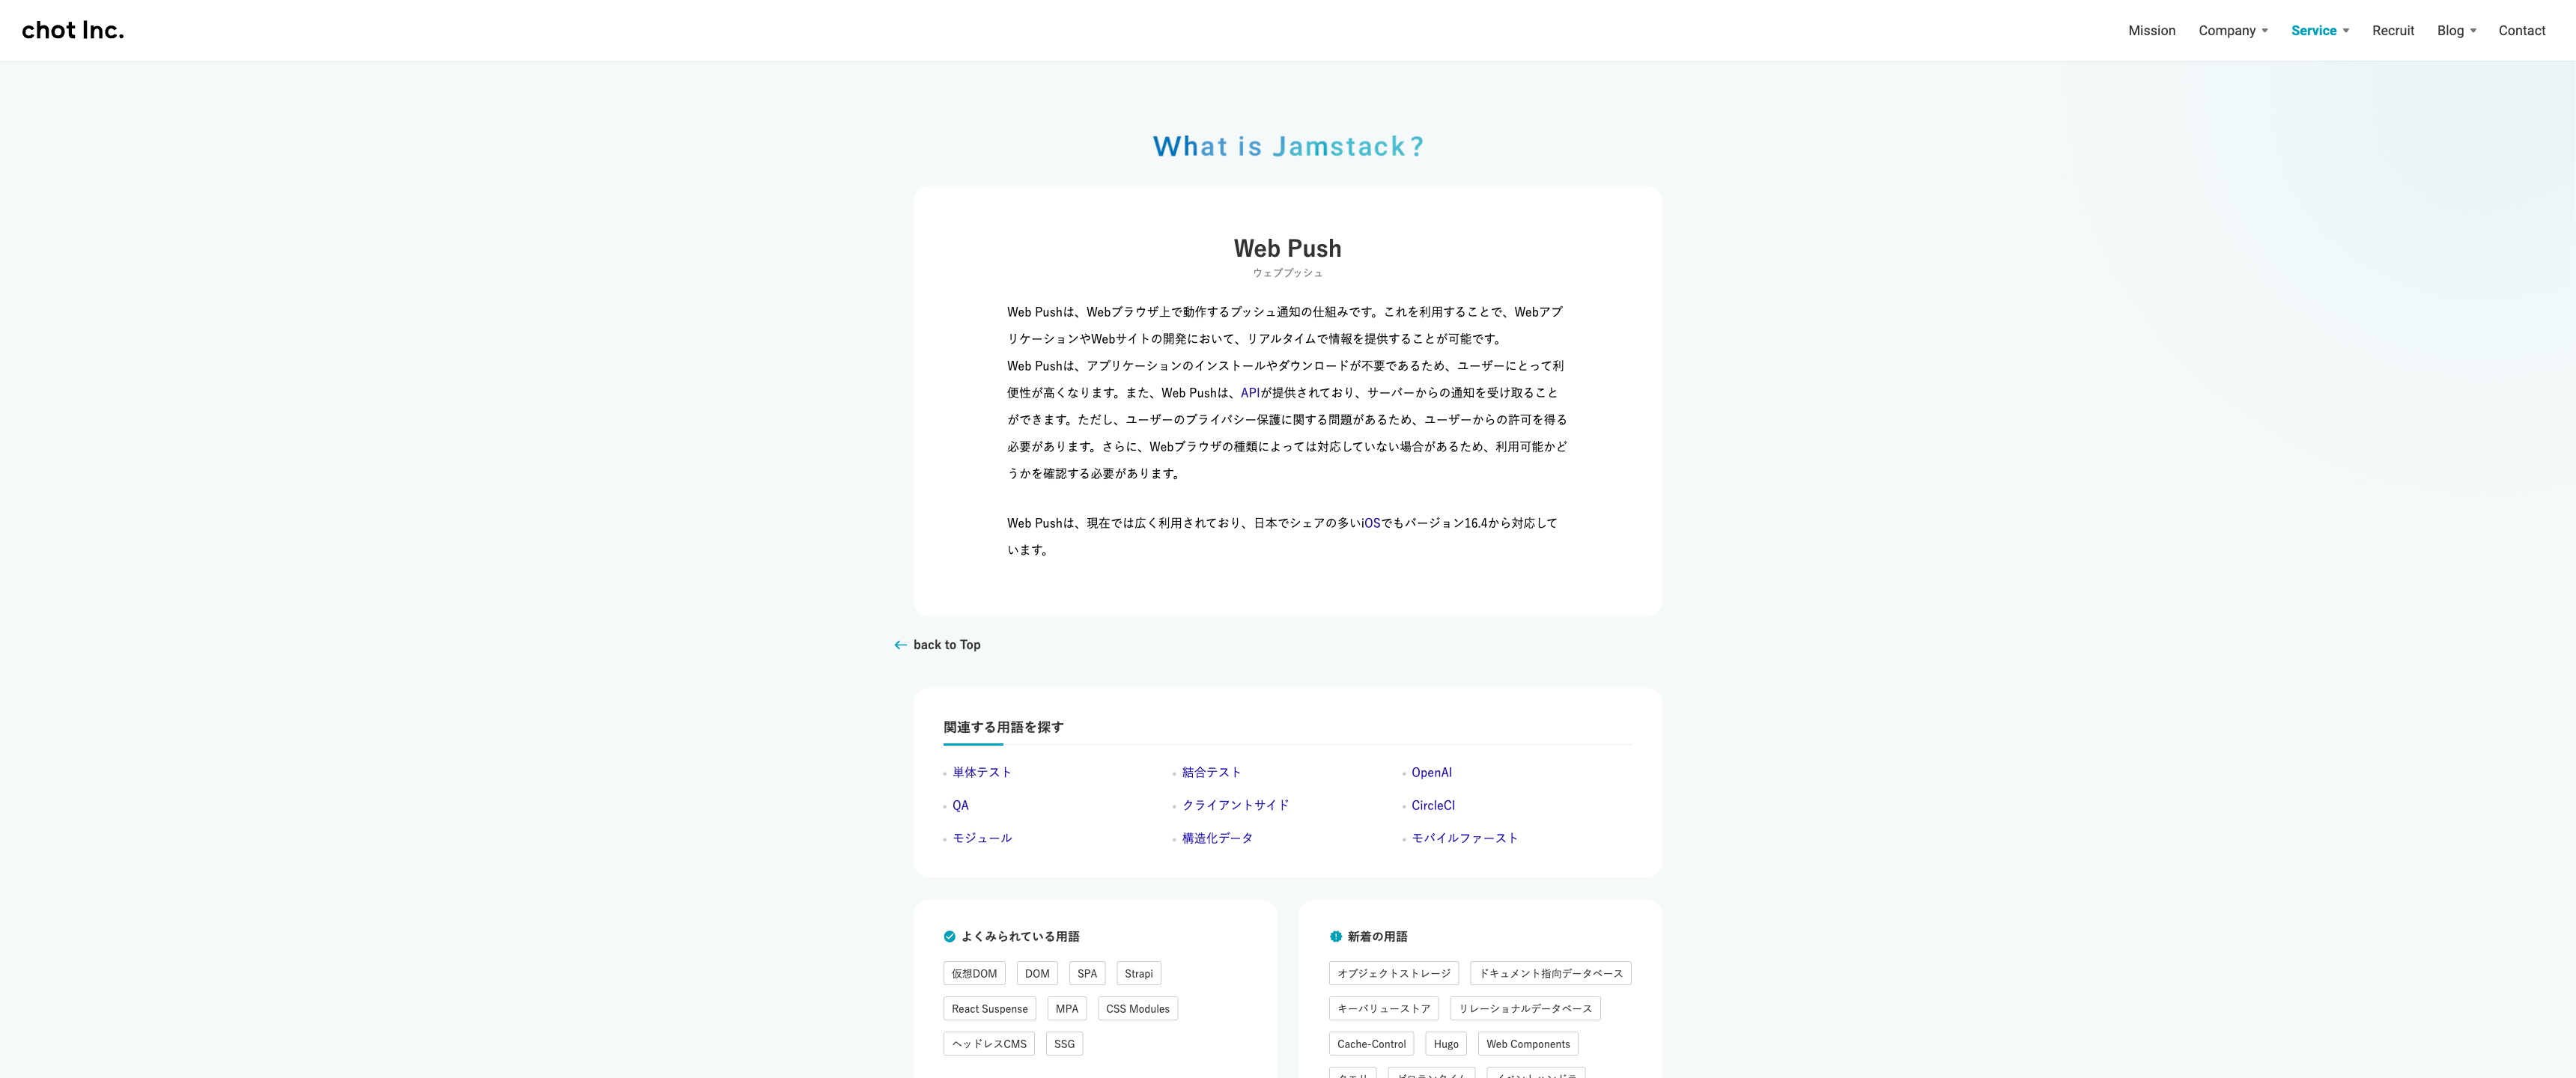 chot Inc.
Mission Company Service Recruit Blog Contact
What is Jamstack?
Web Push
ウェブプッシュ
Web Pushは、Webブラウザ上で動作するプッシュ通知の仕組みです。これを利用することで、Webアプ
リケーションやWebサイトの開発において、リアルタイムで情報を提供することが可能です。
Web Pushは、アプリケーションのインストールやダウンロードが不要であるため、ユーザーにとって利
便性が高くなります。また、Web Pushは、APIが提供されており、サーバーからの通知を受け取ること
ができます。ただし、ユーザーのプライバシー保護に関する問題があるため、ユーザーからの許可を得る
必要があります。さらに、Webブラウザの種類によっては対応していない場合があるため、利用可能かど
うかを確認する必要があります。
Web Pushは、現在では広く利用されており、日本でシェアの多いiOSでもバージョン16.4から対応して
います。
back to Top
関連する用語を探す
単体テスト 結合テスト OpenAI
QA クライアントサイド CircleCI
モジュール 構造化データ モバイルファースト
よくみられている用語
仮想DOM DOM SPA Strapi
React Suspense MPA CSS Modules
ヘッドレスCMS SSG
新着の用語
オブジェクトストレージ ドキュメント指向データベース
キーバリューストア リレーショナルデータベース
Cache-Control Hugo Web Components